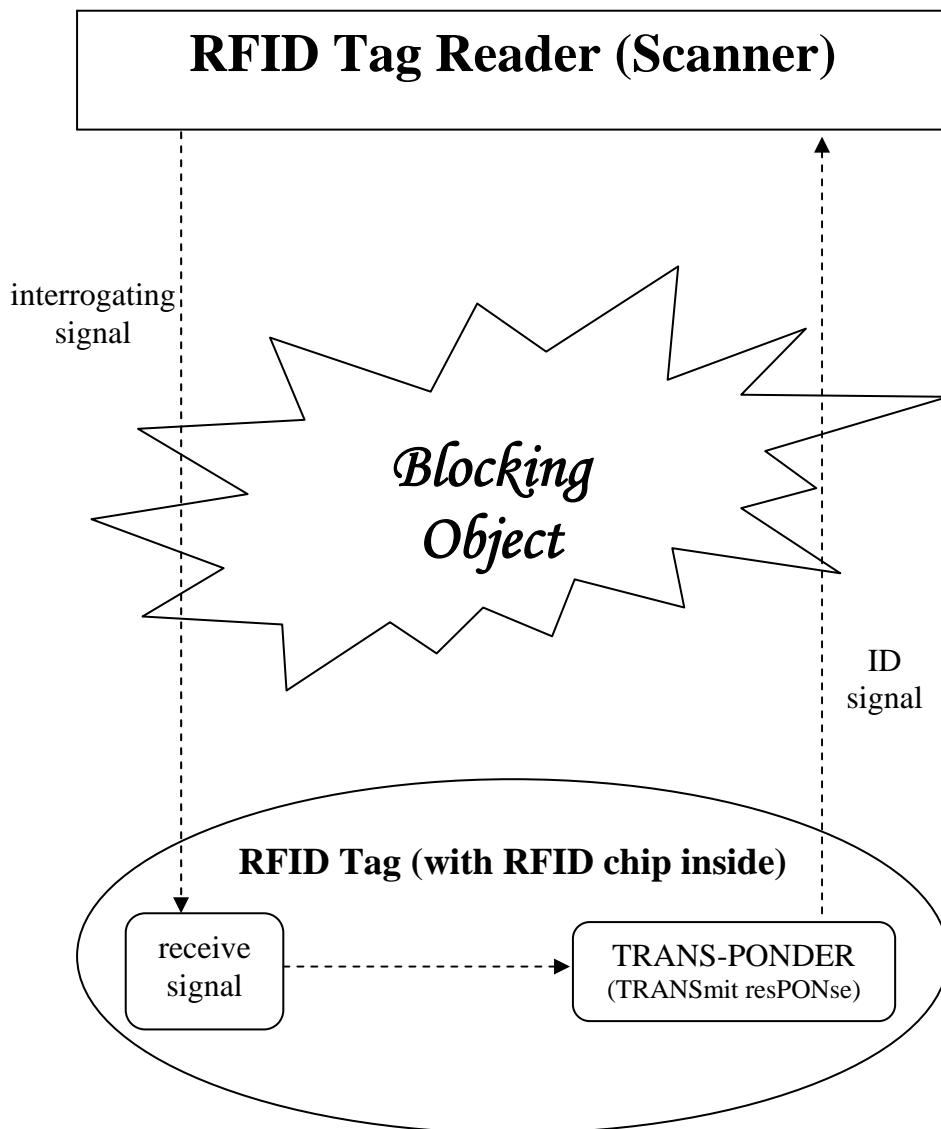 RFID Tag Reader (Scanner)
interrogating
signal
Blocking
Object
ID
signal
RFID Tag (with RFID chip inside)
receive
signal
TRANS-PONDER
(TRANSmit resPONse)